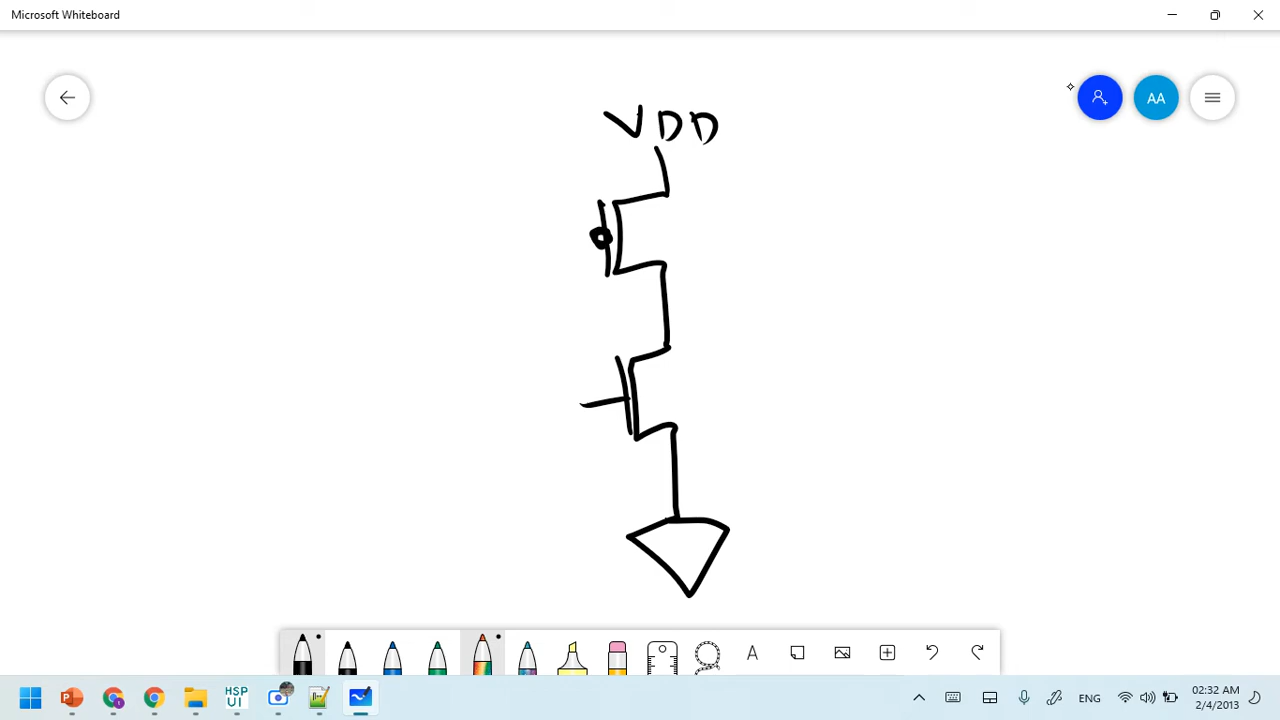 Microsoft Whiteboard
AA
VDD
A
HSP
UI
ENG
02:32 AM
2/4/2013